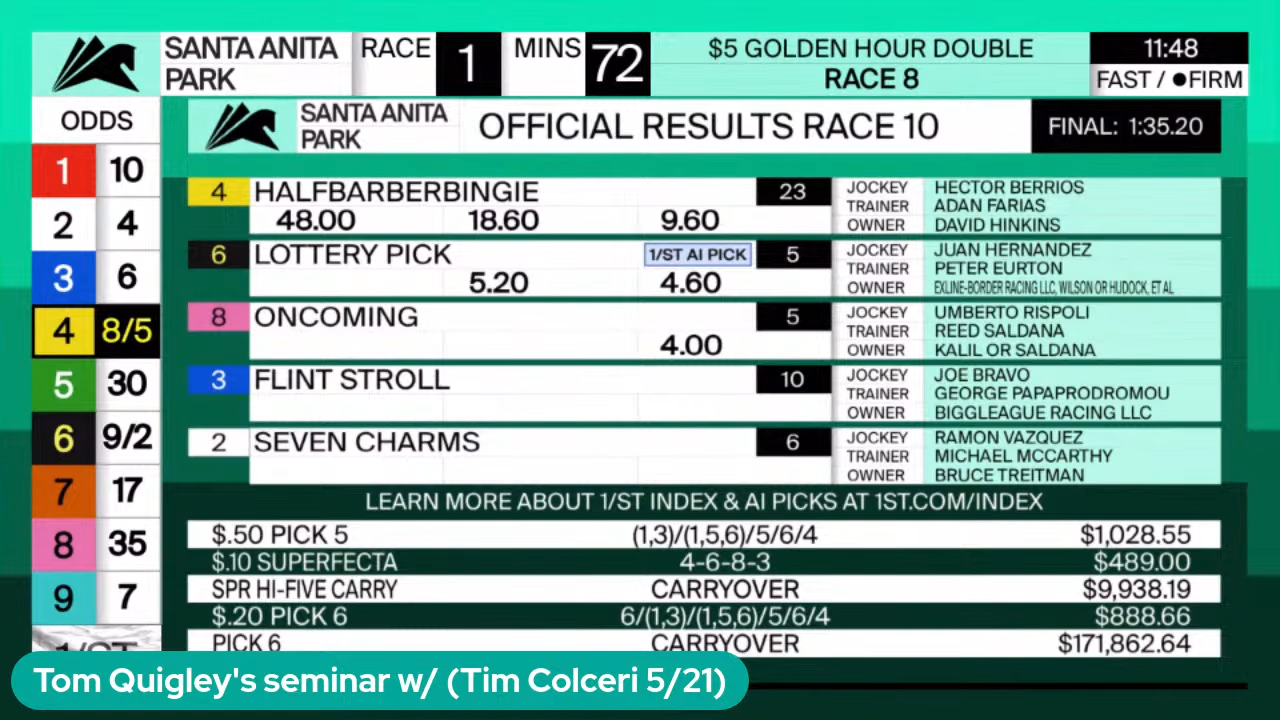 SANTA ANITA PARK
RACE 1
MINS 72
$5 GOLDEN HOUR DOUBLE
RACE 8
11:48
FAST / ●FIRM
ODDS
1 10
2 4
3 6
4 8/5
5 30
6 9/2
7 17
8 35
9 7
SANTA ANITA PARK
OFFICIAL RESULTS RACE 10
FINAL: 1:35.20
4 HALFBARBERBINGIE 23
48.00 18.60 9.60
JOCKEY HECTOR BERRIOS
TRAINER ADAN FARIAS
OWNER DAVID HINKINS
6 LOTTERY PICK 1/ST AI PICK 5
5.20 4.60
JOCKEY JUAN HERNANDEZ
TRAINER PETER EURTON
OWNER EXLINE-BORDER RACING LLC, WILSON OR HUDOCK, ET AL
8 ONCOMING 5
4.00
JOCKEY UMBERTO RISPOLI
TRAINER REED SALDANA
OWNER KALIL OR SALDANA
3 FLINT STROLL 10
JOCKEY JOE BRAVO
TRAINER GEORGE PAPAPRODROMOU
OWNER BIGGLEAGUE RACING LLC
2 SEVEN CHARMS 6
JOCKEY RAMON VAZQUEZ
TRAINER MICHAEL MCCARTHY
OWNER BRUCE TREITMAN
LEARN MORE ABOUT 1/ST INDEX & AI PICKS AT 1ST.COM/INDEX
$.50 PICK 5 (1,3)/(1,5,6)/5/6/4 $1,028.55
$.10 SUPERFECTA 4-6-8-3 $489.00
SPR HI-FIVE CARRY CARRYOVER $9,938.19
$.20 PICK 6 6/(1,3)/(1,5,6)/5/6/4 $888.66
PICK 6 CARRYOVER $171,862.64
1/ST
Tom Quigley's seminar w/ (Tim Colceri 5/21)